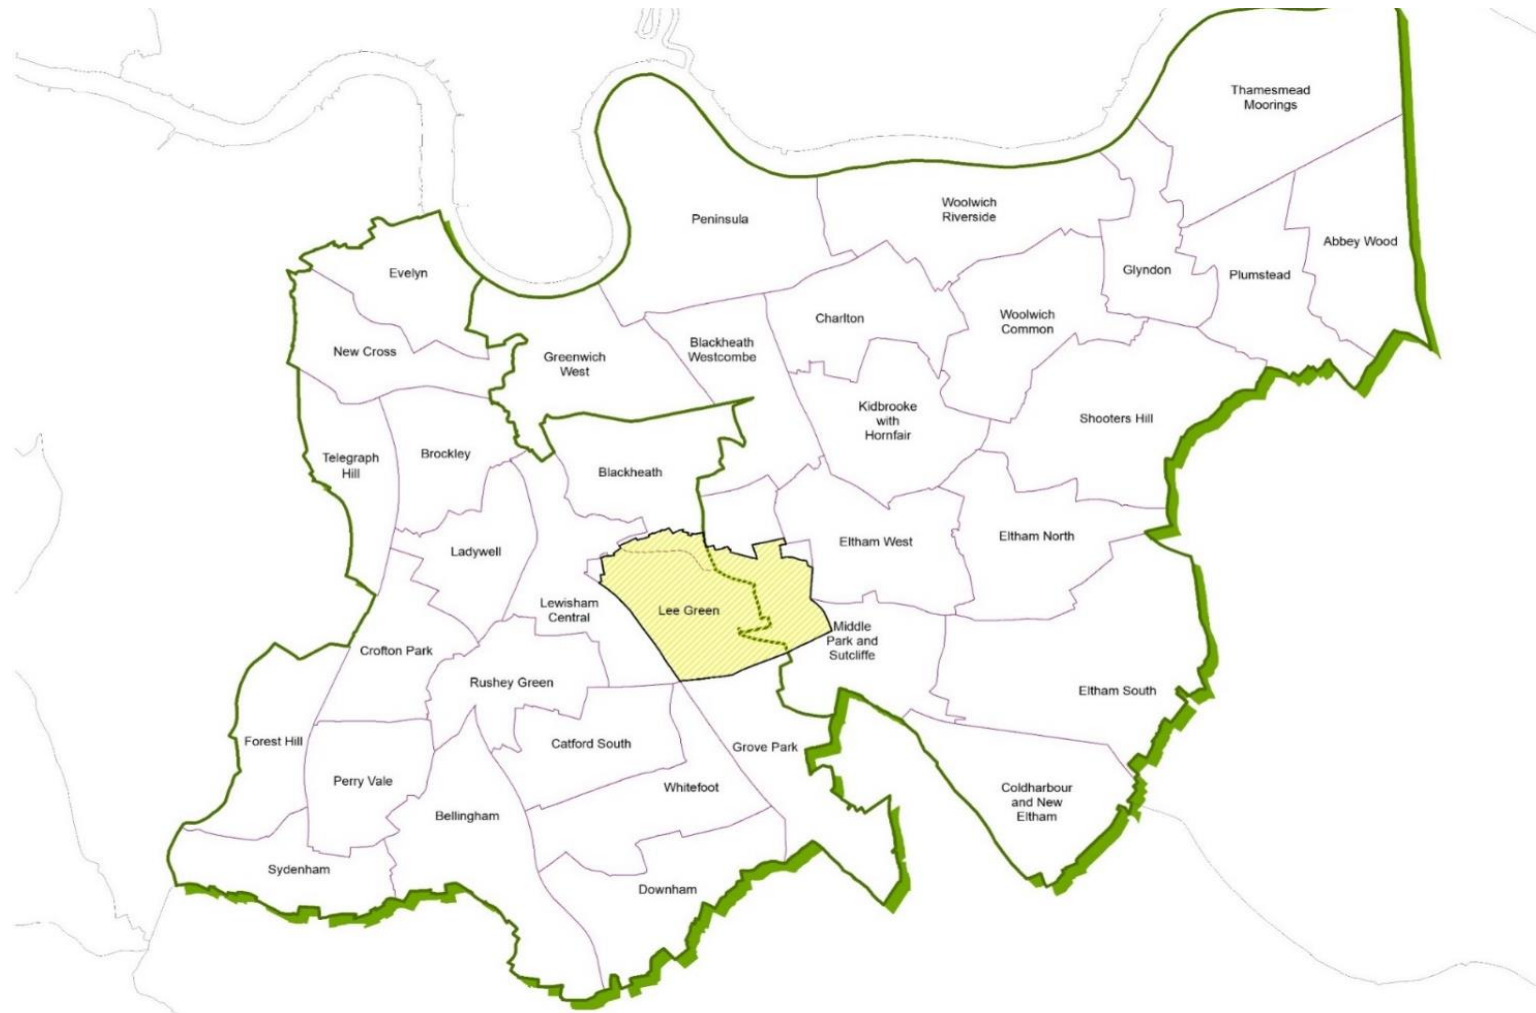 Thamesmead
Moorings
Woolwich
Riverside
Peninsula
Abbey Wood
Evelyn
Glyndon
Plumstead
Charlton
Woolwich
Common
New Cross
Greenwich
West
Blackheath
Westcombe
Kidbrooke
with
Hornfair
Shooters Hill
Telegraph
Hill
Brockley
Blackheath
Ladywell
Eltham West
Eltham North
Lewisham
Central
Lee Green
Middle
Park and
Sutcliffe
Crofton Park
Rushey Green
Eltham South
Forest Hill
Catford South
Grove Park
Perry Vale
Whitefoot
Coldharbour
and New
Eltham
Bellingham
Sydenham
Downham